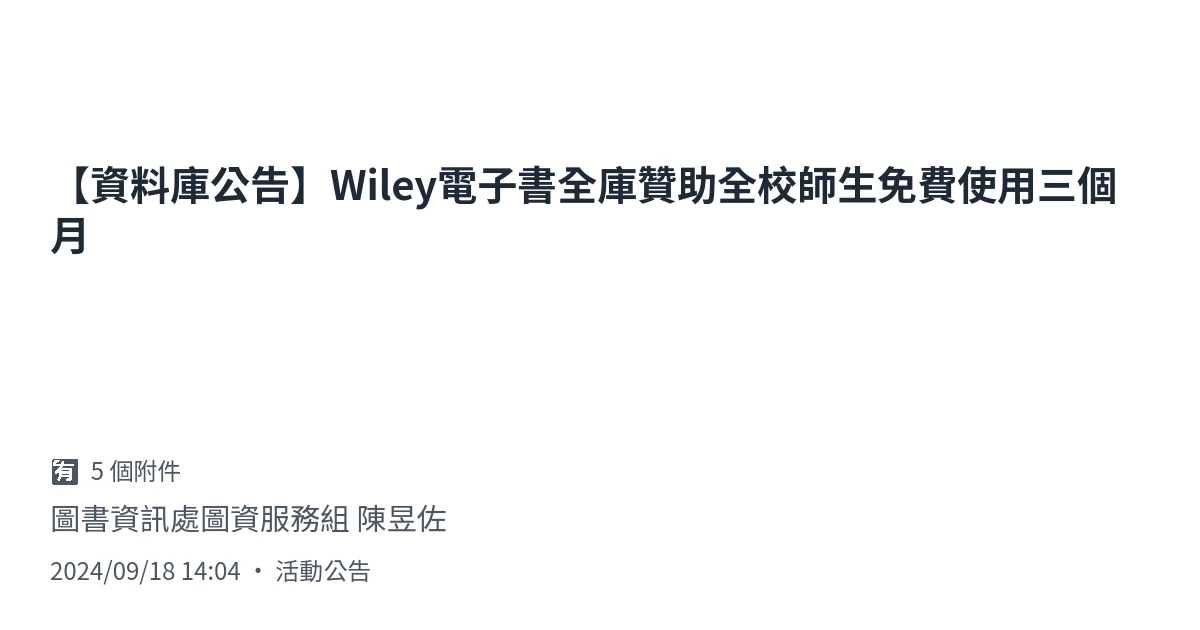 【資料庫公告】Wiley電子書全庫贊助全校師生免費使用三個
月
有 5 個附件
圖書資訊處圖資服務組 陳昱佐
2024/09/18 14:04 • 活動公告